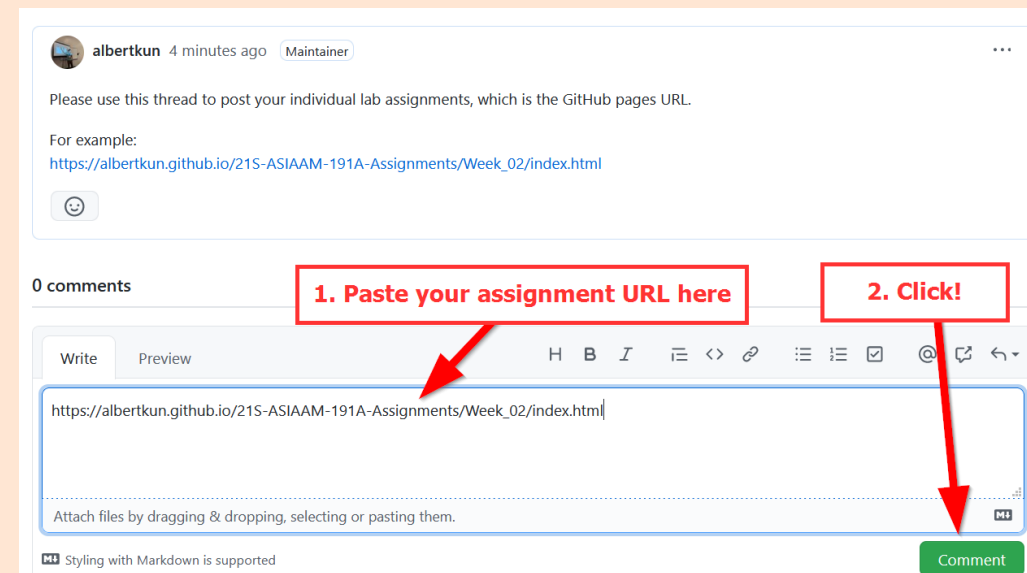 albertkun 4 minutes ago Maintainer
Please use this thread to post your individual lab assignments, which is the GitHub pages URL.
For example:
https://albertkun.github.io/21S-ASIAAM-191A-Assignments/Week_02/index.html
0 comments
1. Paste your assignment URL here
2. Click!
Write Preview
https://albertkun.github.io/21S-ASIAAM-191A-Assignments/Week_02/index.html
Attach files by dragging & dropping, selecting or pasting them.
Styling with Markdown is supported
Comment